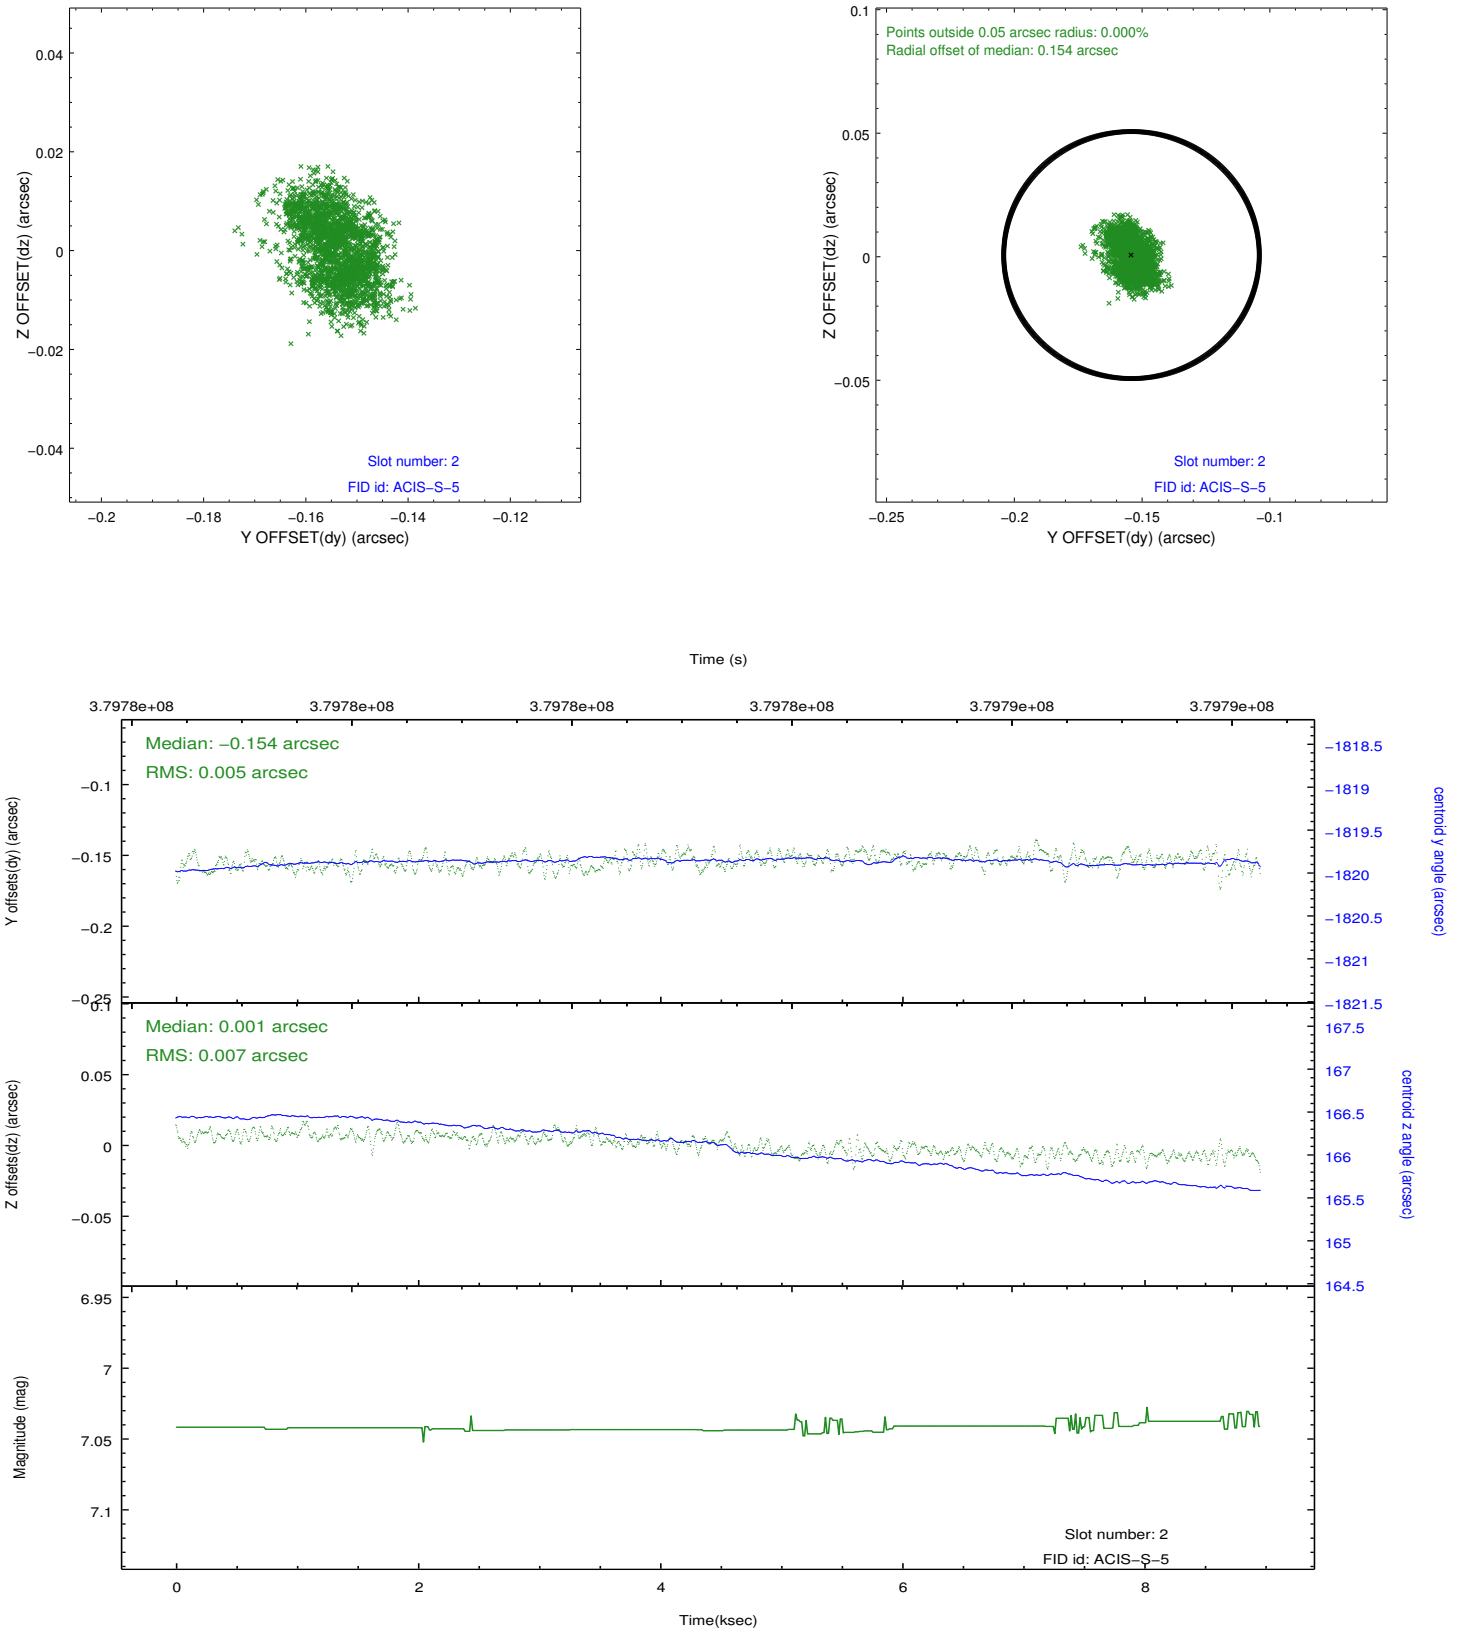 0.04
0.02
0
−0.02
−0.04
Z OFFSET(dz) (arcsec)
Slot number: 2
FID id: ACIS−S−5
−0.2 −0.18 −0.16 −0.14 −0.12
Y OFFSET(dy) (arcsec)
0.1
0.05
0
−0.05
Z OFFSET(dz) (arcsec)
Points outside 0.05 arcsec radius: 0.000%
Radial offset of median: 0.154 arcsec
Slot number: 2
FID id: ACIS−S−5
−0.25 −0.2 −0.15 −0.1
Y OFFSET(dy) (arcsec)
Time (s)
3.7978e+08 3.7978e+08 3.7978e+08 3.7978e+08 3.7979e+08 3.7979e+08
Median: −0.154 arcsec
RMS: 0.005 arcsec
−0.1
−0.15
−0.2
−0.25
Y offsets(dy) (arcsec)
−1818.5
−1819
−1819.5
−1820
−1820.5
−1821
−1821.5
centroid y angle (arcsec)
Median: 0.001 arcsec
RMS: 0.007 arcsec
0.1
0.05
0
−0.05
Z offsets(dz) (arcsec)
167.5
167
166.5
166
165.5
165
164.5
centroid z angle (arcsec)
6.95
7
7.05
7.1
Magnitude (mag)
Slot number: 2
FID id: ACIS−S−5
0 2 4 6 8
Time(ksec)